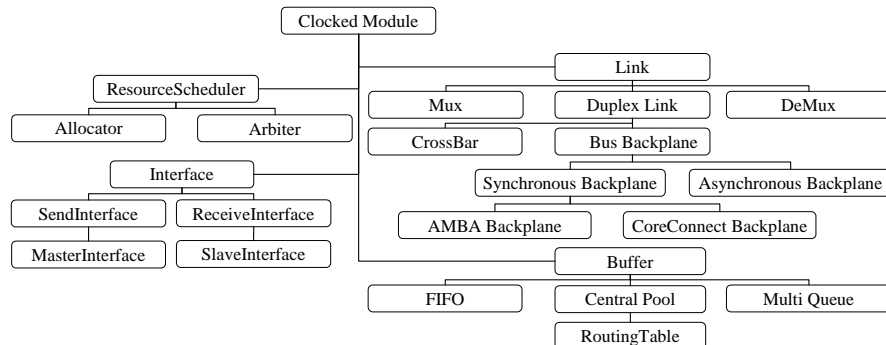 Clocked Module
Link
ResourceScheduler
Mux
Duplex Link
DeMux
Allocator
Arbiter
CrossBar
Bus Backplane
Interface
Synchronous Backplane
Asynchronous Backplane
SendInterface
ReceiveInterface
AMBA Backplane
CoreConnect Backplane
MasterInterface
SlaveInterface
Buffer
FIFO
Central Pool
Multi Queue
RoutingTable